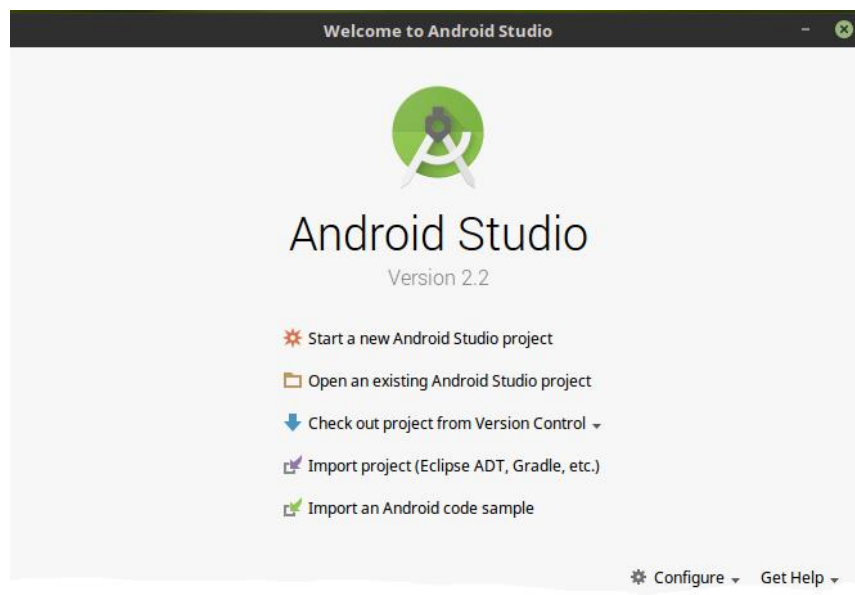 Welcome to Android Studio
Android Studio
Version 2.2
Start a new Android Studio project
Open an existing Android Studio project
Check out project from Version Control
Import project (Eclipse ADT, Gradle, etc.)
Import an Android code sample
Configure Get Help